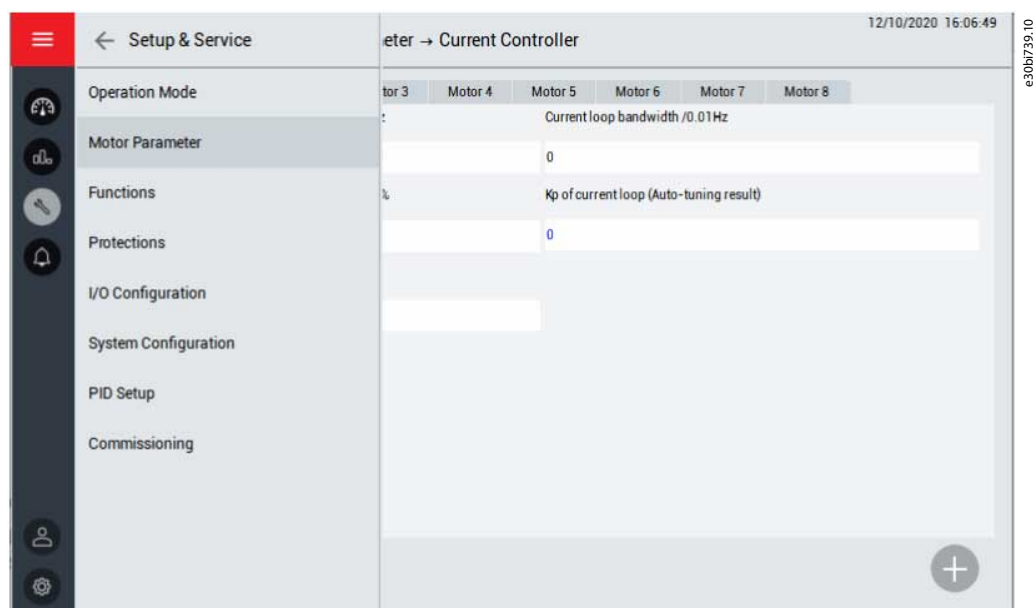 12/10/2020 16:06:49
Setup & Service
eter → Current Controller
Operation Mode
tor 3 Motor 4 Motor 5 Motor 6 Motor 7 Motor 8
Current loop bandwidth /0.01Hz
Motor Parameter
0
Functions
% Kp of current loop (Auto-tuning result)
0
Protections
I/O Configuration
System Configuration
PID Setup
Commissioning
e30bi739.10